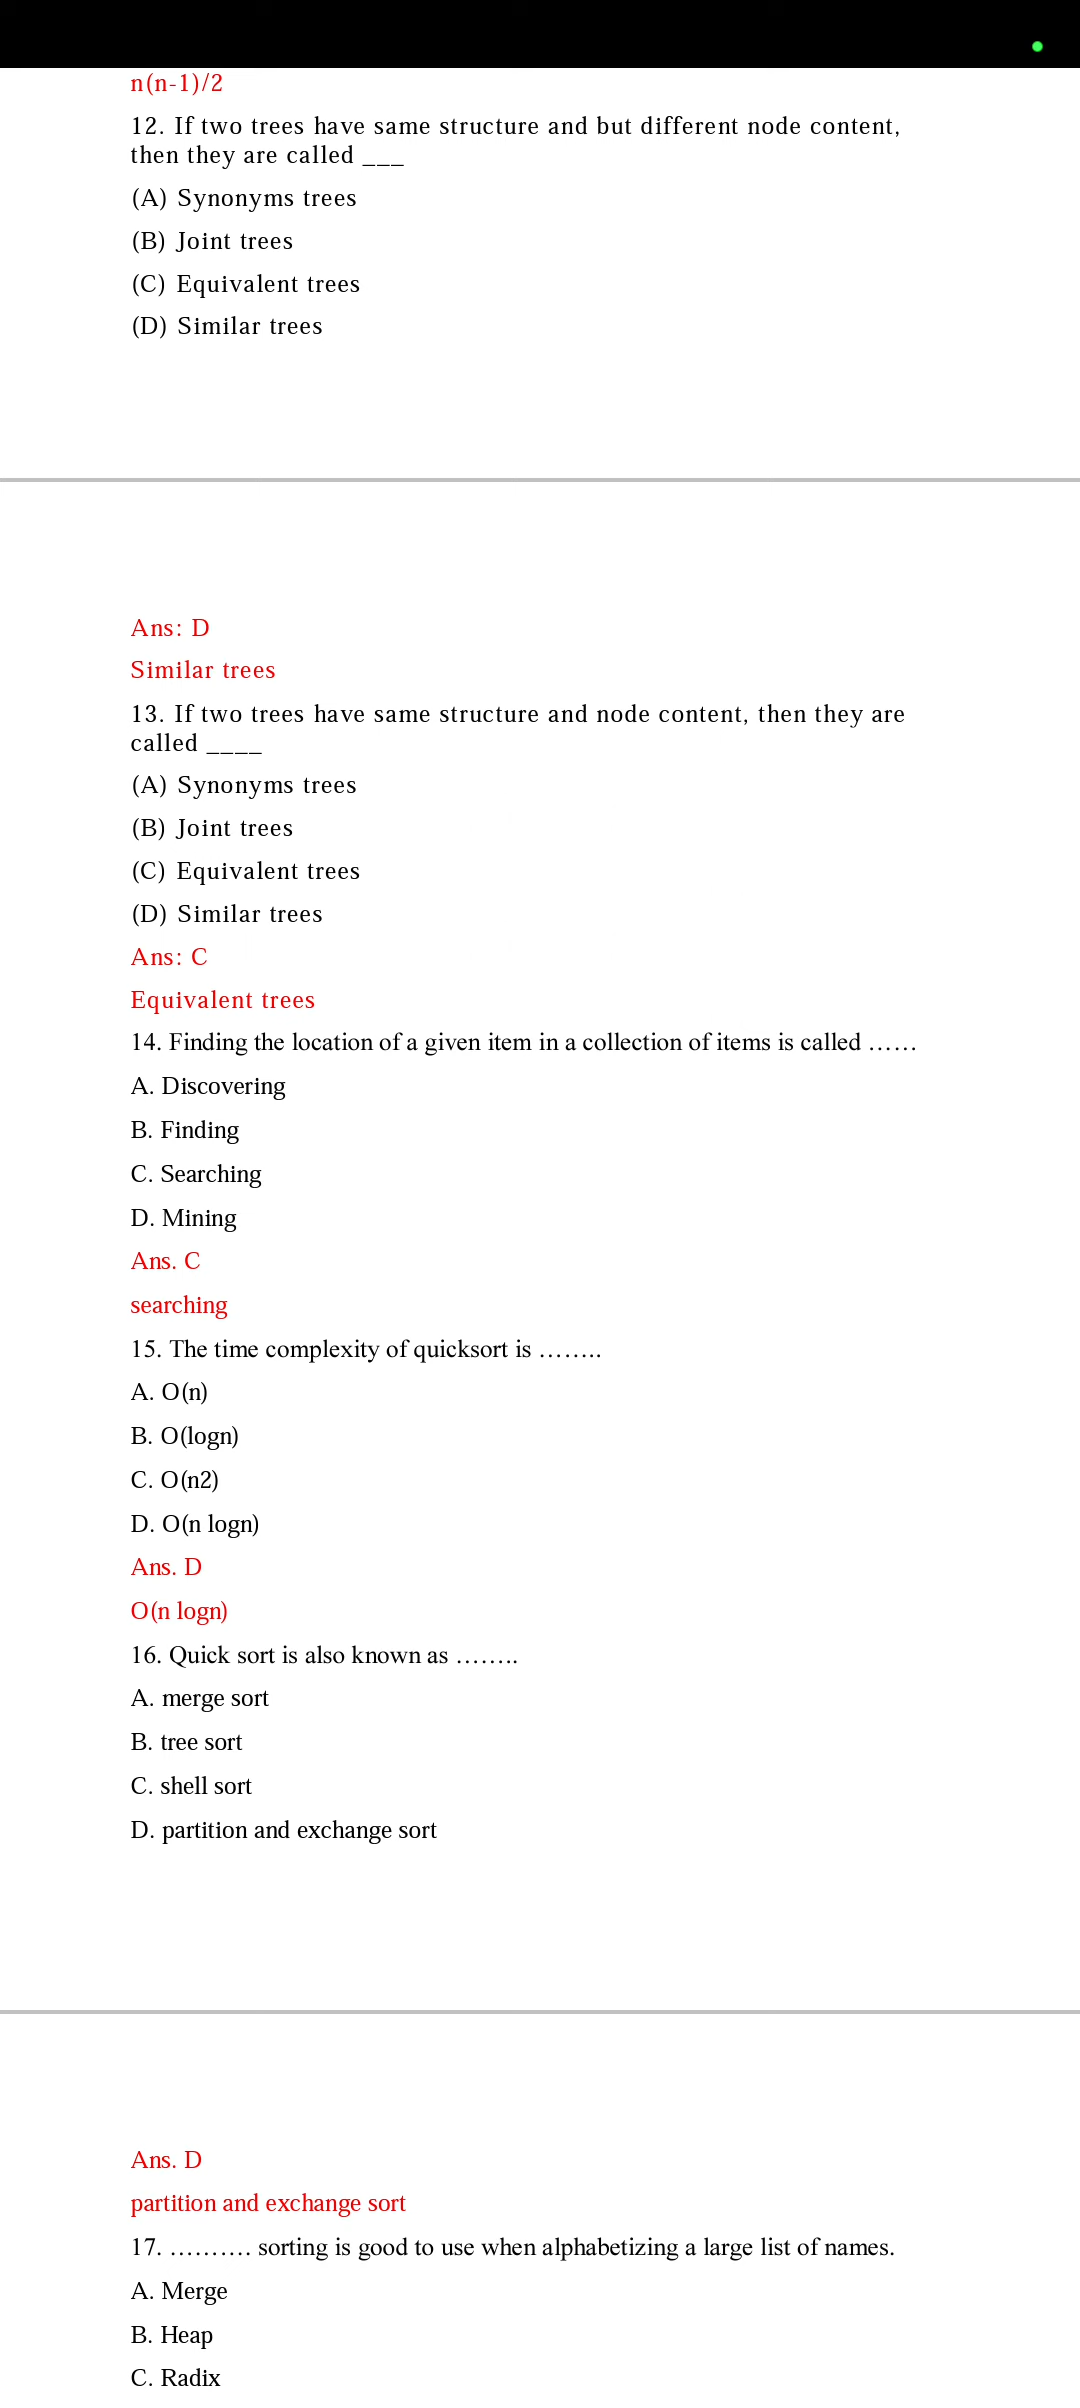 n(n-1)/2
12. If two trees have same structure and but different node content,
then they are called ___
(A) Synonyms trees
(B) Joint trees
(C) Equivalent trees
(D) Similar trees
Ans: D
Similar trees
13. If two trees have same structure and node content, then they are
called ____
(A) Synonyms trees
(B) Joint trees
(C) Equivalent trees
(D) Similar trees
Ans: C
Equivalent trees
14. Finding the location of a given item in a collection of items is called ……
A. Discovering
B. Finding
C. Searching
D. Mining
Ans. C
searching
15. The time complexity of quicksort is ……..
A. O(n)
B. O(logn)
C. O(n2)
D. O(n logn)
Ans. D
O(n logn)
16. Quick sort is also known as ……..
A. merge sort
B. tree sort
C. shell sort
D. partition and exchange sort
Ans. D
partition and exchange sort
17. ………. sorting is good to use when alphabetizing a large list of names.
A. Merge
B. Heap
C. Radix